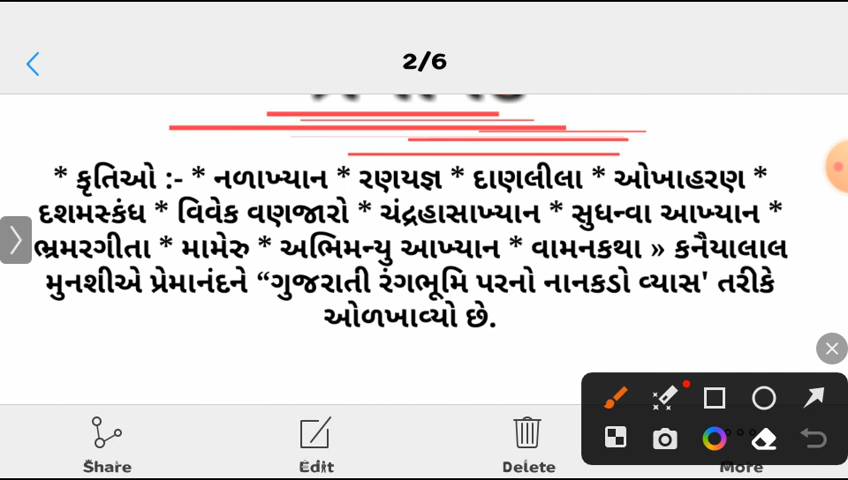 2/6
* કૃતિઓ :- * નળાખ્યાન * રણયજ્ઞ * દાણલીલા * ઓખાહરણ *
દશમસ્કંધ * વિવેક વણજારો * ચંદ્રહાસાખ્યાન * સુધન્વા આખ્યાન *
ભ્રમરગીતા * મામેરુ * અભિમન્યુ આખ્યાન * વામનકથા » કનૈયાલાલ
મુનશીએ પ્રેમાનંદને “ગુજરાતી રંગભૂમિ પરનો નાનકડો વ્યાસ' તરીકે
ઓળખાવ્યો છે.
Share Edit Delete More